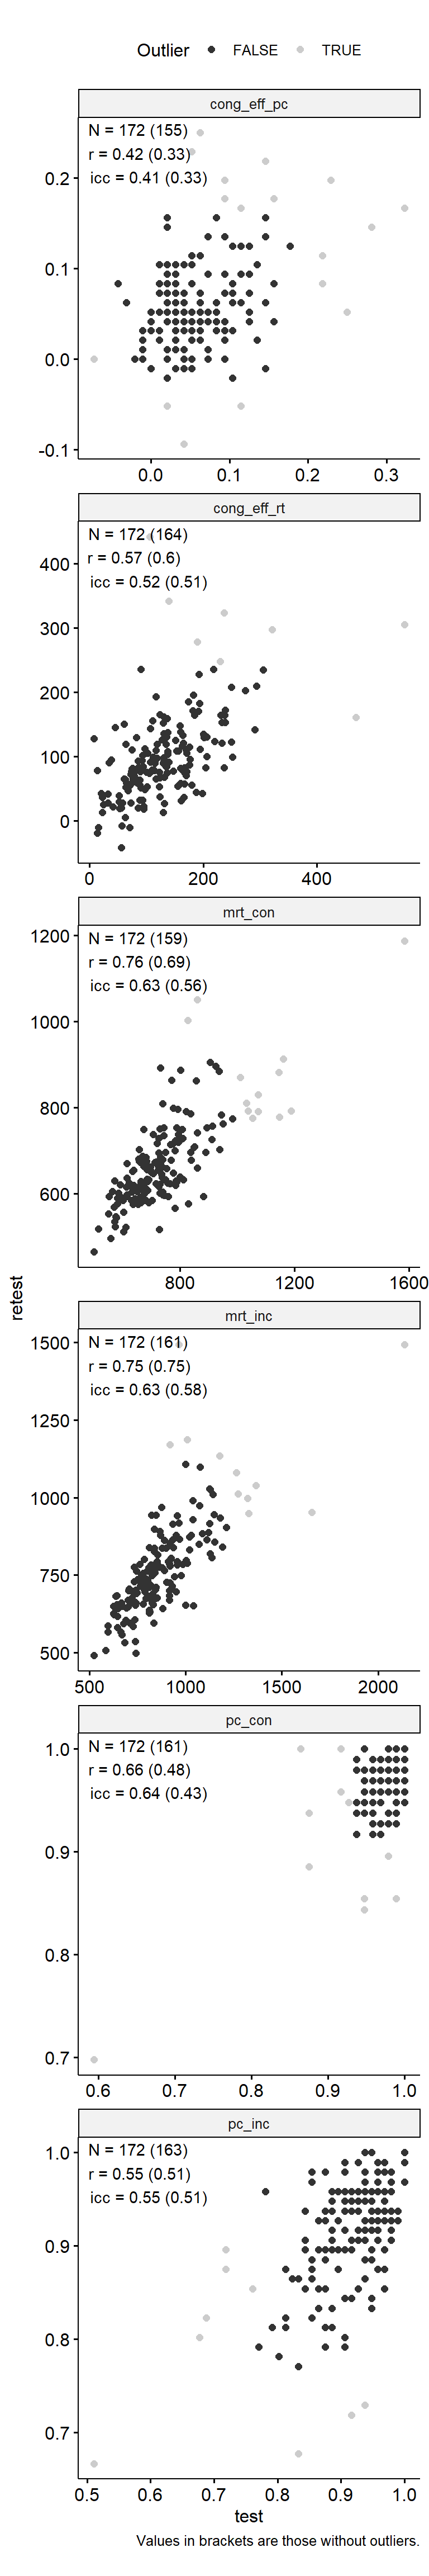 Outlier FALSE TRUE
cong_eff_pc
N = 172 (155)
r = 0.42 (0.33)
icc = 0.41 (0.33)
0.2
0.1
0.0
-0.1
0.0 0.1 0.2 0.3
cong_eff_rt
N = 172 (164)
r = 0.57 (0.6)
icc = 0.52 (0.51)
400
300
200
100
0
0 200 400
mrt_con
N = 172 (159)
r = 0.76 (0.69)
icc = 0.63 (0.56)
1200
1000
800
600
800 1200 1600
retest
mrt_inc
N = 172 (161)
r = 0.75 (0.75)
icc = 0.63 (0.58)
1500
1250
1000
750
500
500 1000 1500 2000
pc_con
N = 172 (161)
r = 0.66 (0.48)
icc = 0.64 (0.43)
1.0
0.9
0.8
0.7
0.6 0.7 0.8 0.9 1.0
pc_inc
N = 172 (163)
r = 0.55 (0.51)
icc = 0.55 (0.51)
1.0
0.9
0.8
0.7
0.5 0.6 0.7 0.8 0.9 1.0
test
Values in brackets are those without outliers.